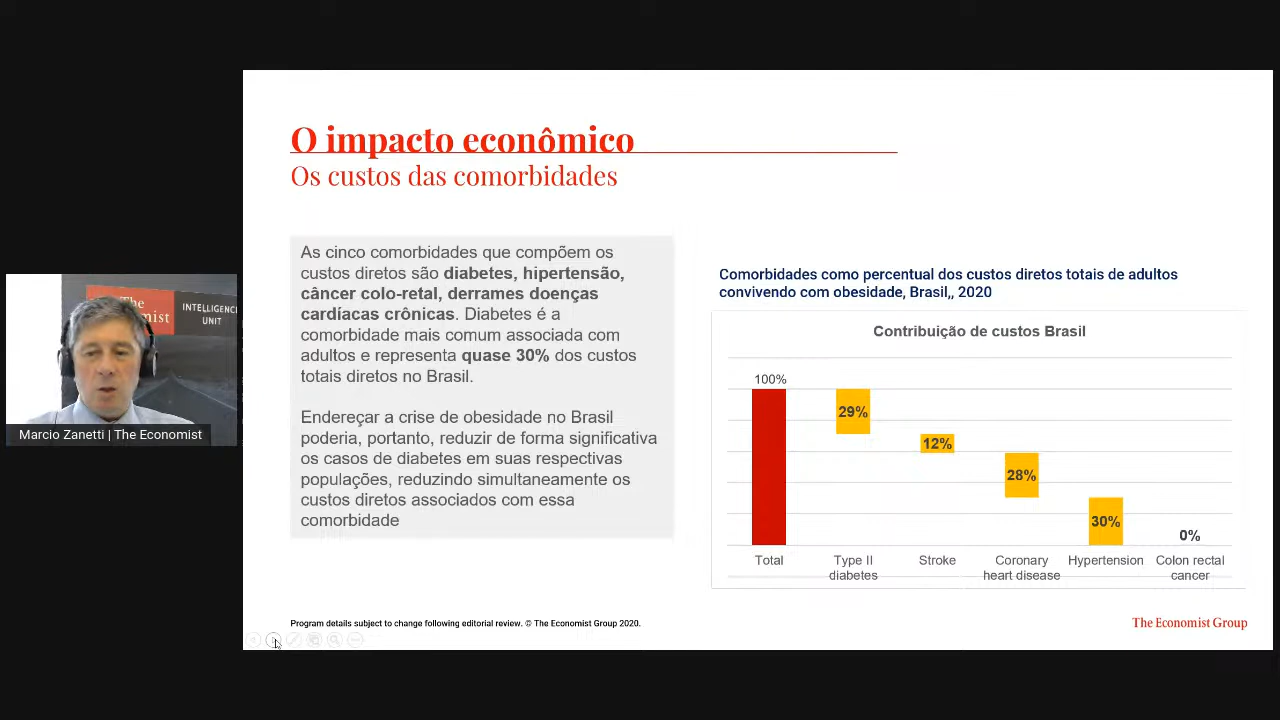 O impacto econômico
Os custos das comorbidades
As cinco comorbidades que compõem os
custos diretos são diabetes, hipertensão,
câncer colo-retal, derrames doenças
cardíacas crônicas. Diabetes é a
comorbidade mais comum associada com
adultos e representa quase 30% dos custos
totais diretos no Brasil.
Endereçar a crise de obesidade no Brasil
poderia, portanto, reduzir de forma significativa
os casos de diabetes em suas respectivas
populações, reduzindo simultaneamente os
custos diretos associados com essa
comorbidade
Comorbidades como percentual dos custos diretos totais de adultos
convivendo com obesidade, Brasil,, 2020
Contribuição de custos Brasil
100%
29%
12%
28%
30%
0%
Total
Type II
diabetes
Stroke
Coronary
heart disease
Hypertension
Colon rectal
cancer
The
INTELLIGENCE
UNIT
Marcio Zanetti | The Economist
Program details subject to change following editorial review. © The Economist Group 2020.
The Economist Group